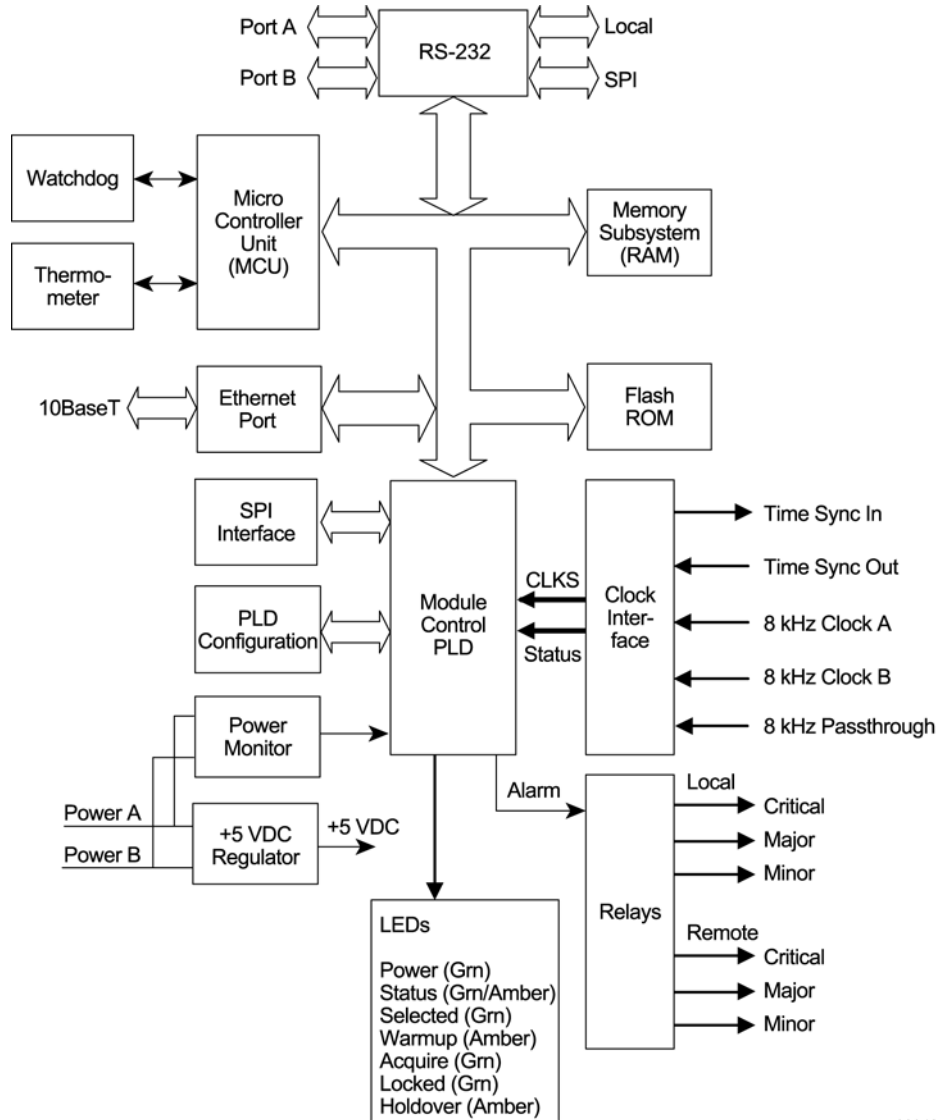 Port A
Local
RS-232
Port B
SPI
Watchdog
Micro
Controller
Unit
(MCU)
Memory
Subsystem
(RAM)
Thermo-
meter
10BaseT
Ethernet
Port
Flash
ROM
SPI
Interface
Time Sync In
Time Sync Out
CLKS
Module
Control
PLD
Clock
Inter-
face
8 kHz Clock A
PLD
Configuration
Status
8 kHz Clock B
8 kHz Passthrough
Power
Monitor
Power A
Power B
+5 VDC
Regulator
+5 VDC
Alarm
Local
Critical
Major
Minor
Relays
Remote
Critical
Major
Minor
LEDs
Power (Grn)
Status (Grn/Amber)
Selected (Grn)
Warmup (Amber)
Acquire (Grn)
Locked (Grn)
Holdover (Amber)